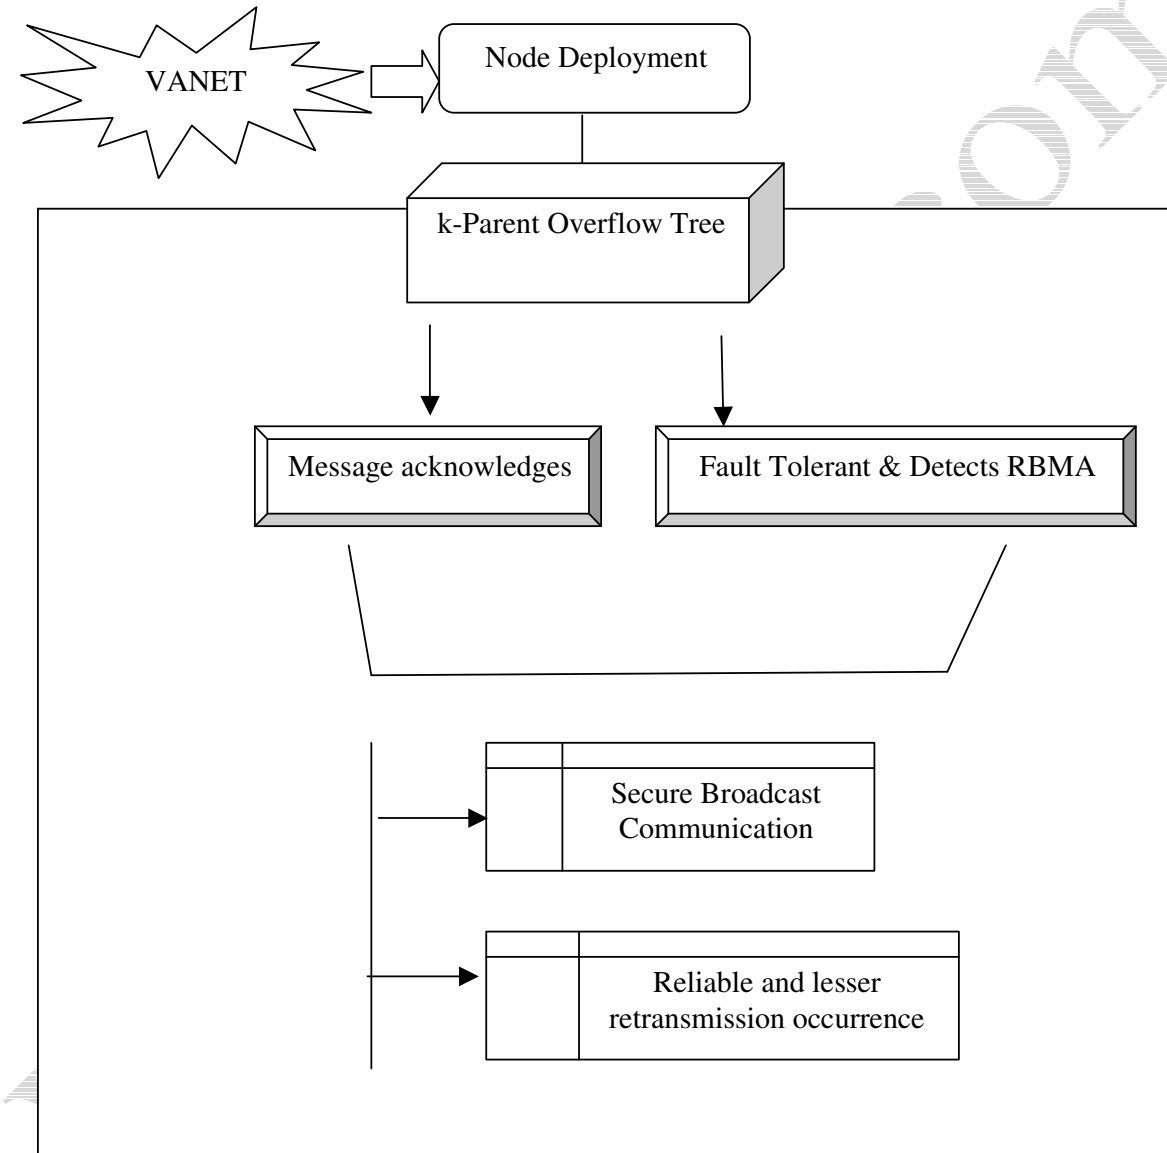 VANET
Node Deployment
k-Parent Overflow Tree
Message acknowledges
Fault Tolerant & Detects RBMA
Secure Broadcast
Communication
Reliable and lesser
retransmission occurrence